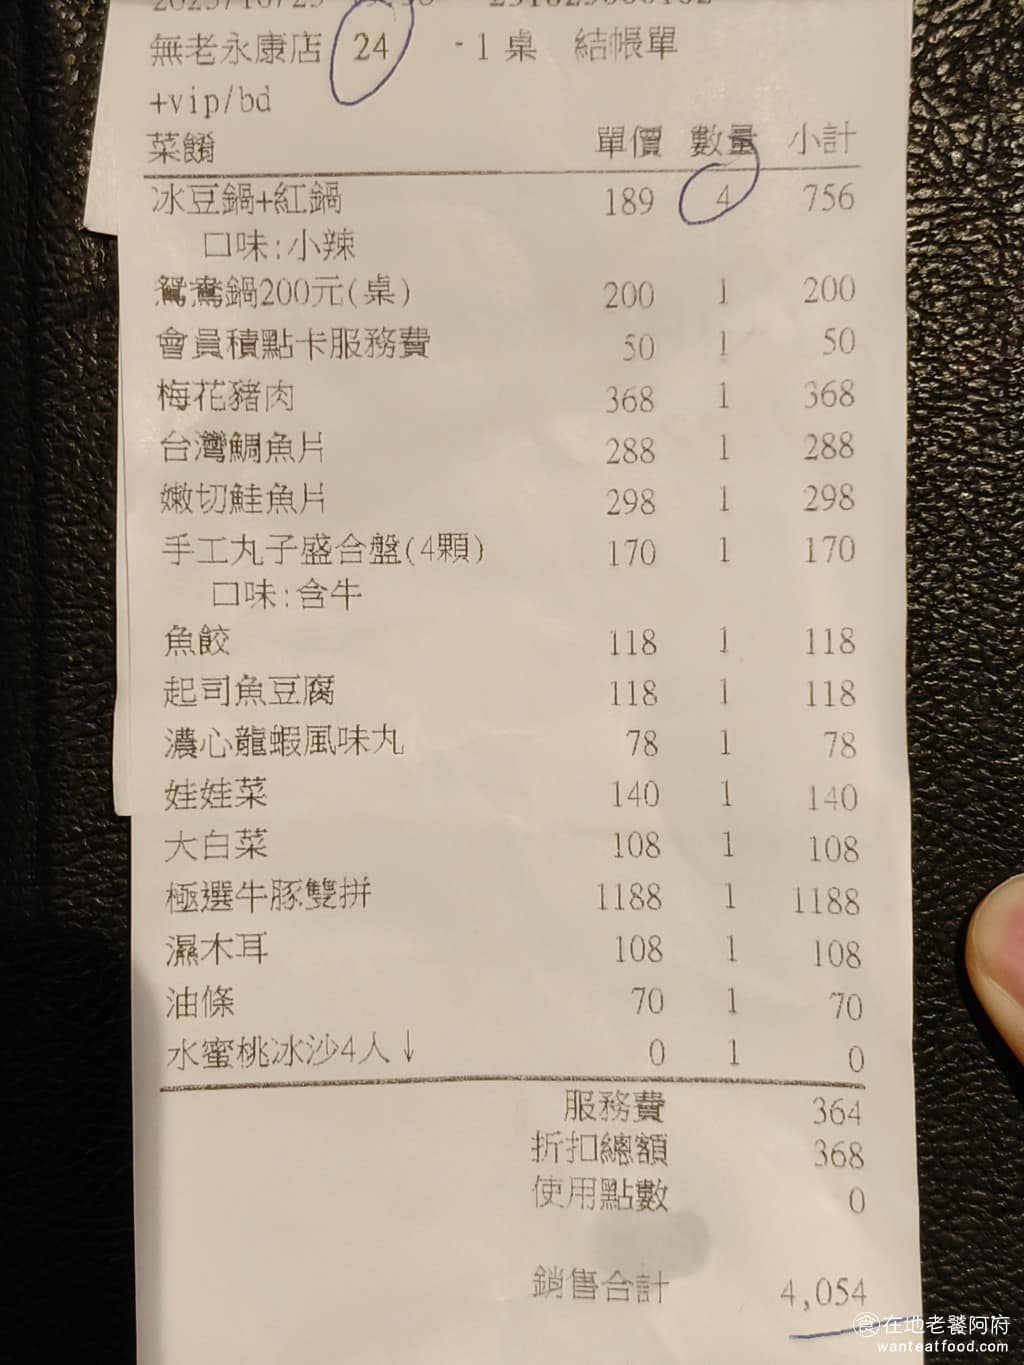 無老永康店 24 -1 桌 結帳單
+vip/bd
菜餚 單價 數量 小計
冰豆鍋+紅鍋 189 4 756
口味:小辣
鴛鴦鍋200元(桌) 200 1 200
會員積點卡服務費 50 1 50
梅花豬肉 368 1 368
台灣鯛魚片 288 1 288
嫩切鮭魚片 298 1 298
手工丸子盛合盤(4顆) 170 1 170
口味:含牛
魚餃 118 1 118
起司魚豆腐 118 1 118
濃心龍蝦風味丸 78 1 78
娃娃菜 140 1 140
大白菜 108 1 108
極選牛豚雙拼 1188 1 1188
濕木耳 108 1 108
油條 70 1 70
水蜜桃冰沙4人↓ 0 1 0
服務費 364
折扣總額 368
使用點數 0
銷售合計 4,054
食在地老饕阿府
wanteatfood.com